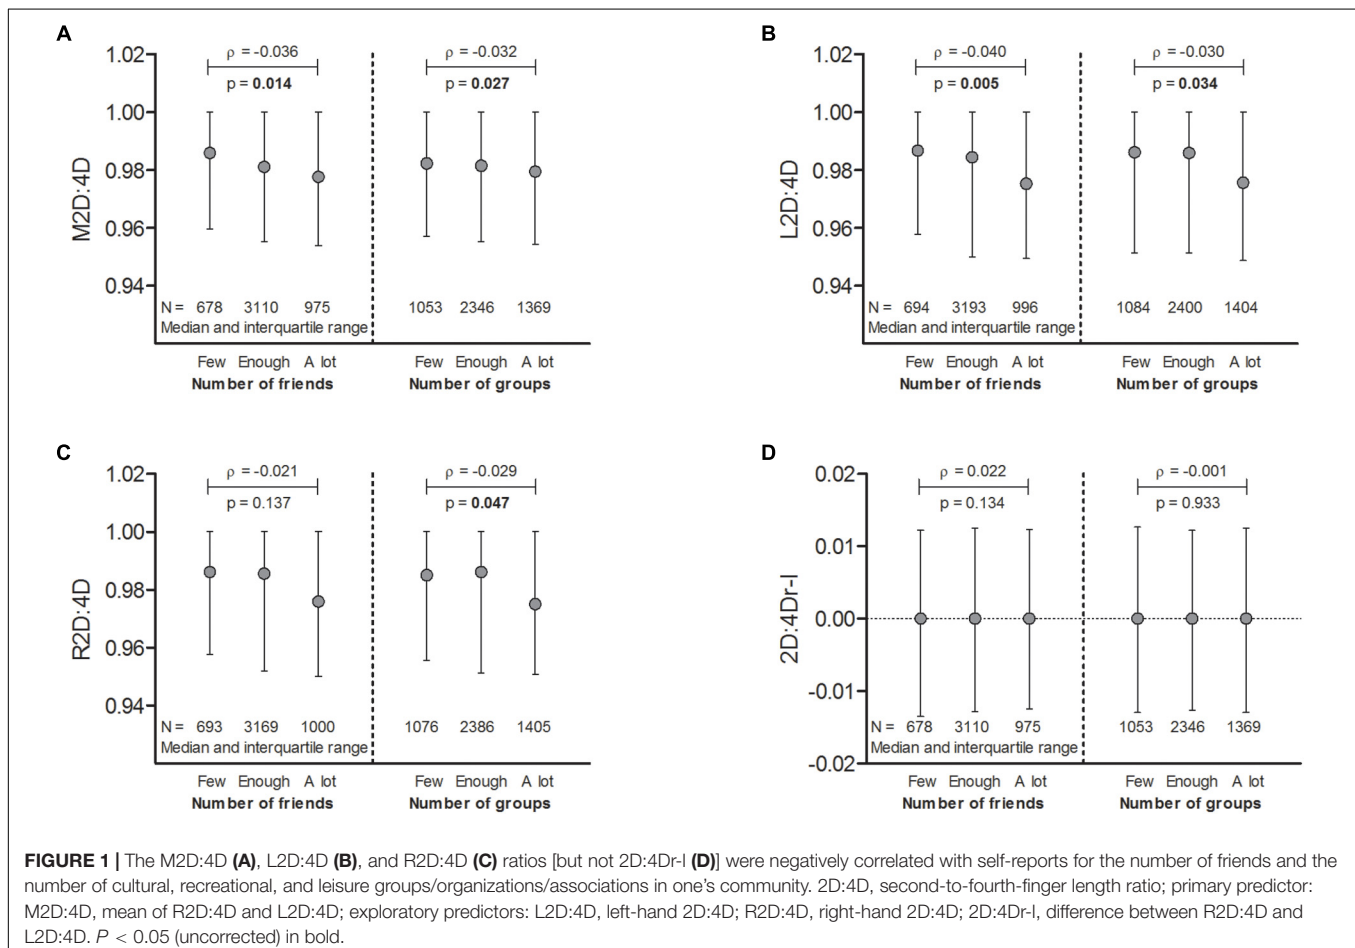 A
1.02
1.00
0.98
0.96
0.94
M2D:4D
ρ = -0.036
p = 0.014
ρ = -0.032
p = 0.027
N = 678 3110 975 1053 2346 1369
Median and interquartile range
Few Enough A lot Few Enough A lot
Number of friends Number of groups
B
1.02
1.00
0.98
0.96
0.94
L2D:4D
ρ = -0.040
p = 0.005
ρ = -0.030
p = 0.034
N = 694 3193 996 1084 2400 1404
Median and interquartile range
Few Enough A lot Few Enough A lot
Number of friends Number of groups
C
1.02
1.00
0.98
0.96
0.94
R2D:4D
ρ = -0.021
p = 0.137
ρ = -0.029
p = 0.047
N = 693 3169 1000 1076 2386 1405
Median and interquartile range
Few Enough A lot Few Enough A lot
Number of friends Number of groups
D
0.02
0.01
0.00
-0.01
-0.02
2D:4Dr-l
ρ = 0.022
p = 0.134
ρ = -0.001
p = 0.933
N = 678 3110 975 1053 2346 1369
Median and interquartile range
Few Enough A lot Few Enough A lot
Number of friends Number of groups
FIGURE 1 | The M2D:4D (A), L2D:4D (B), and R2D:4D (C) ratios [but not 2D:4Dr-l (D)] were negatively correlated with self-reports for the number of friends and the
number of cultural, recreational, and leisure groups/organizations/associations in one's community. 2D:4D, second-to-fourth-finger length ratio; primary predictor:
M2D:4D, mean of R2D:4D and L2D:4D; exploratory predictors: L2D:4D, left-hand 2D:4D; R2D:4D, right-hand 2D:4D; 2D:4Dr-l, difference between R2D:4D and
L2D:4D. P < 0.05 (uncorrected) in bold.